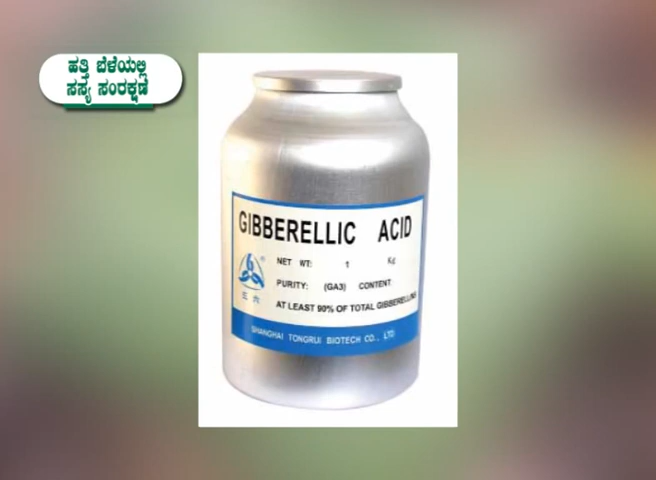 ಹತ್ತಿ ಬೆಳೆಯಲ್ಲಿ
ಸಸ್ಯ ಸಂರಕ್ಷಣೆ
GIBBERELLIC ACID
NET WT: 1 Kg
PURITY: (GA3) CONTENT
AT LEAST 90% OF TOTAL GIBBERELLINS
SHANGHAI TONGRUI BIOTECH CO., LTD